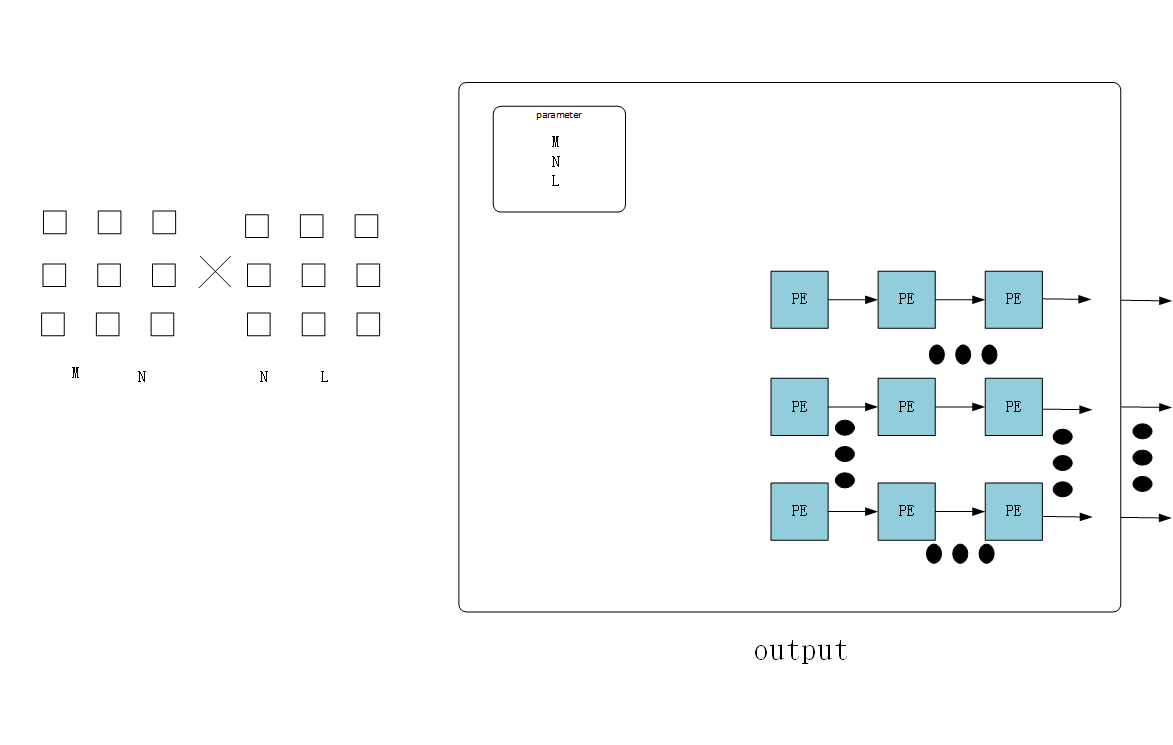 parameter
M
N
L
PE PE PE
M N N L
PE PE PE
PE PE PE
output